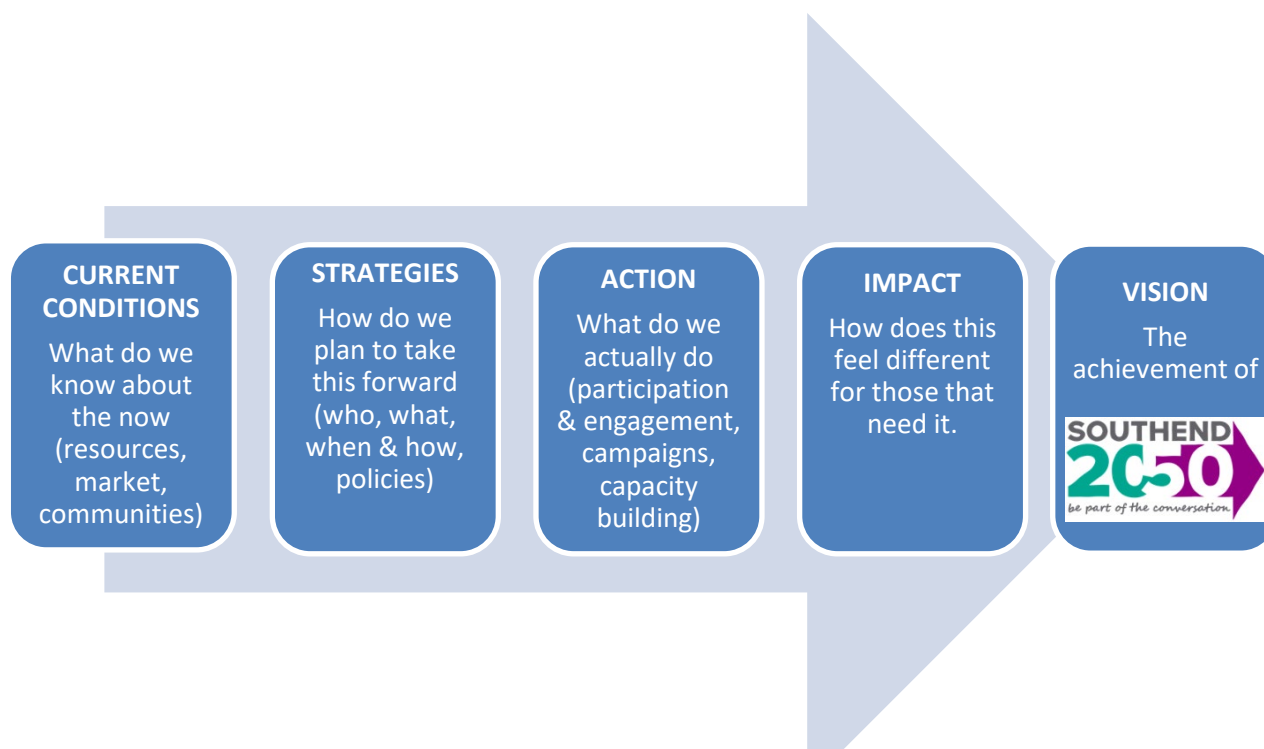 CURRENT
CONDITIONS
What do we
know about
the now
(resources,
market,
communities)
STRATEGIES
How do we
plan to take
this forward
(who, what,
when & how,
policies)
ACTION
What do we
actually do
(participation
& engagement,
campaigns,
capacity
building)
IMPACT
How does this
feel different
for those that
need it.
VISION
The
achievement of
SOUTHEND
2050
be part of the conversation